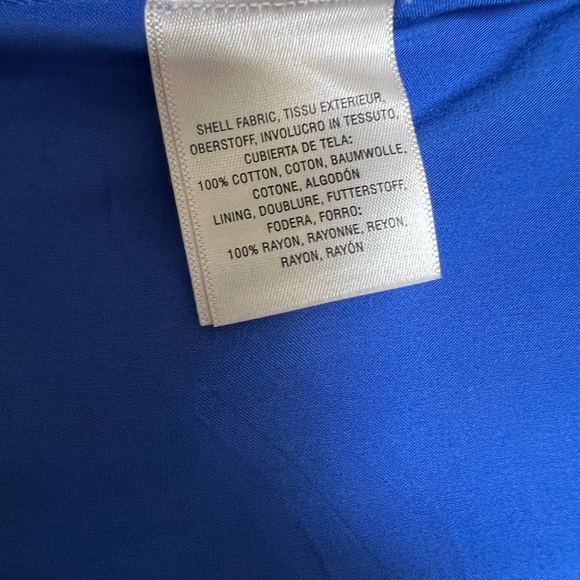 SHELL FABRIC, TISSU EXTERIEUR,
OBERSTOFF, INVOLUCRO IN TESSUTO,
CUBIERTA DE TELA:
100% COTTON, COTON, BAUMWOLLE,
COTONE, ALGODÓN
LINING, DOUBLURE, FUTTERSTOFF,
FODERA, FORRO:
100% RAYON, RAYONNE, REYON,
RAYON, RAYÓN